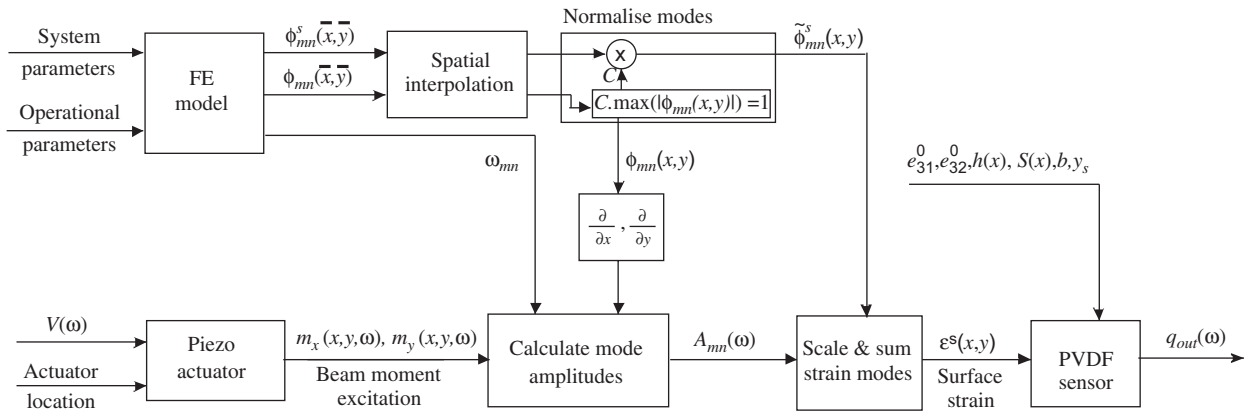 Normalise modes
System
parameters
Operational
parameters
FE
model
ϕ^s_mn(x̅,y̅)
ϕ_mn(x̅,y̅)
ω_mn
Spatial
interpolation
x
C
C.max(|ϕ_mn(x,y)|) =1
ϕ̃^s_mn(x,y)
ϕ_mn(x,y)
∂/∂x , ∂/∂y
e^0_31,e^0_32,h(x), S(x),b,y_s
V(ω)
Actuator
location
Piezo
actuator
m_x(x,y,ω), m_y(x,y,ω)
Beam moment
excitation
Calculate mode
amplitudes
A_mn(ω)
Scale & sum
strain modes
ε^s(x,y)
Surface
strain
PVDF
sensor
q_out(ω)